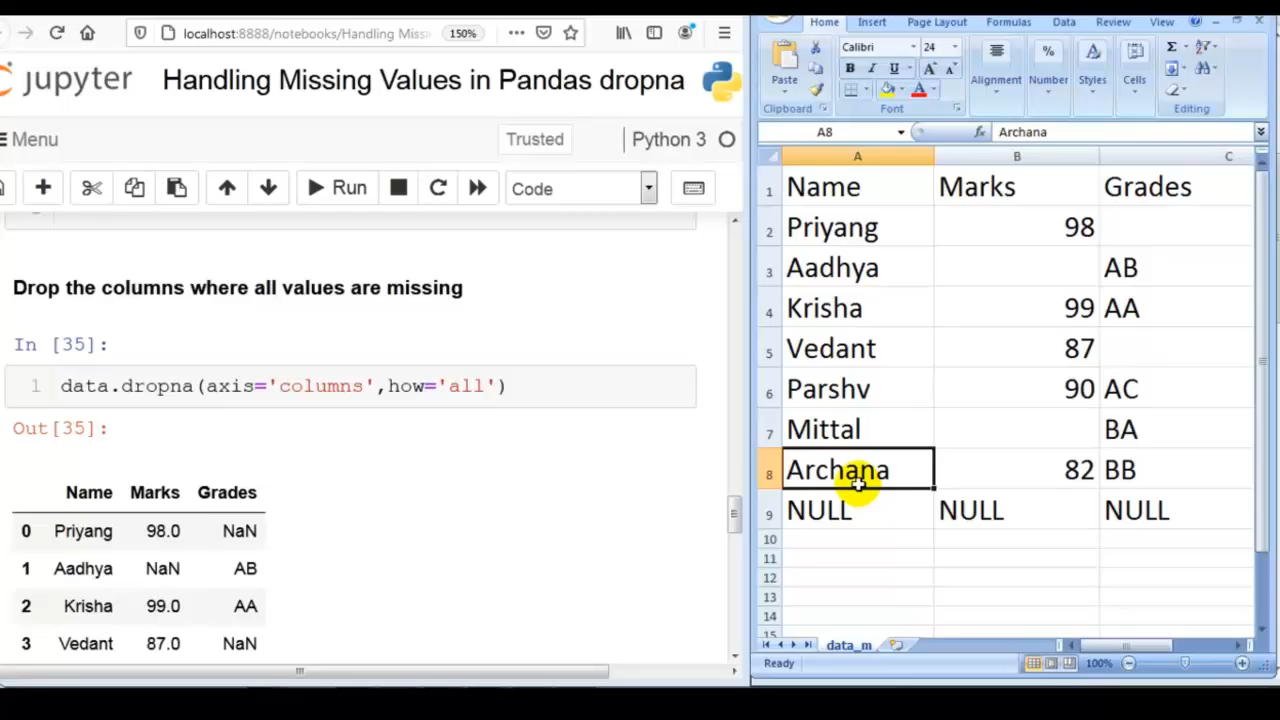 localhost:8888/notebooks/Handling Miss
150%
jupyter
Handling Missing Values in Pandas dropna
Menu
Trusted
Python 3
Run
Code
Drop the columns where all values are missing
In [35]:
1 data.dropna(axis='columns',how='all')
Out[35]:
Name Marks Grades
0 Priyang 98.0 NaN
1 Aadhya NaN AB
2 Krisha 99.0 AA
3 Vedant 87.0 NaN
Home Insert Page Layout Formulas Data Review View
Calibri 24
B I U A A
Paste
Alignment Number Styles Cells
Clipboard Font Editing
A8 fx Archana
A B C
1 Name Marks Grades
2 Priyang 98
3 Aadhya AB
4 Krisha 99 AA
5 Vedant 87
6 Parshv 90 AC
7 Mittal BA
8 Archana 82 BB
9 NULL NULL NULL
10
11
12
13
14
15
data_m
Ready 100%